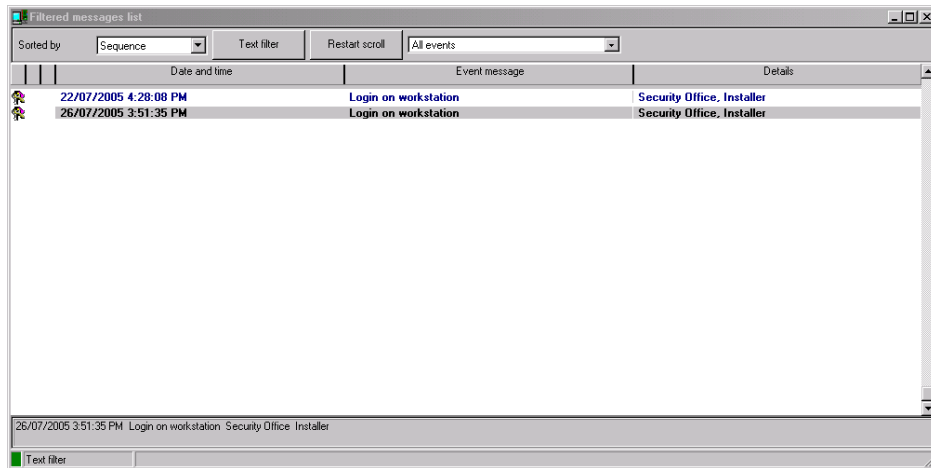 Filtered messages list
Sorted by Sequence Text filter Restart scroll All events
Date and time Event message Details
22/07/2005 4:28:08 PM Login on workstation Security Office, Installer
26/07/2005 3:51:35 PM Login on workstation Security Office, Installer
26/07/2005 3:51:35 PM Login on workstation Security Office Installer
Text filter